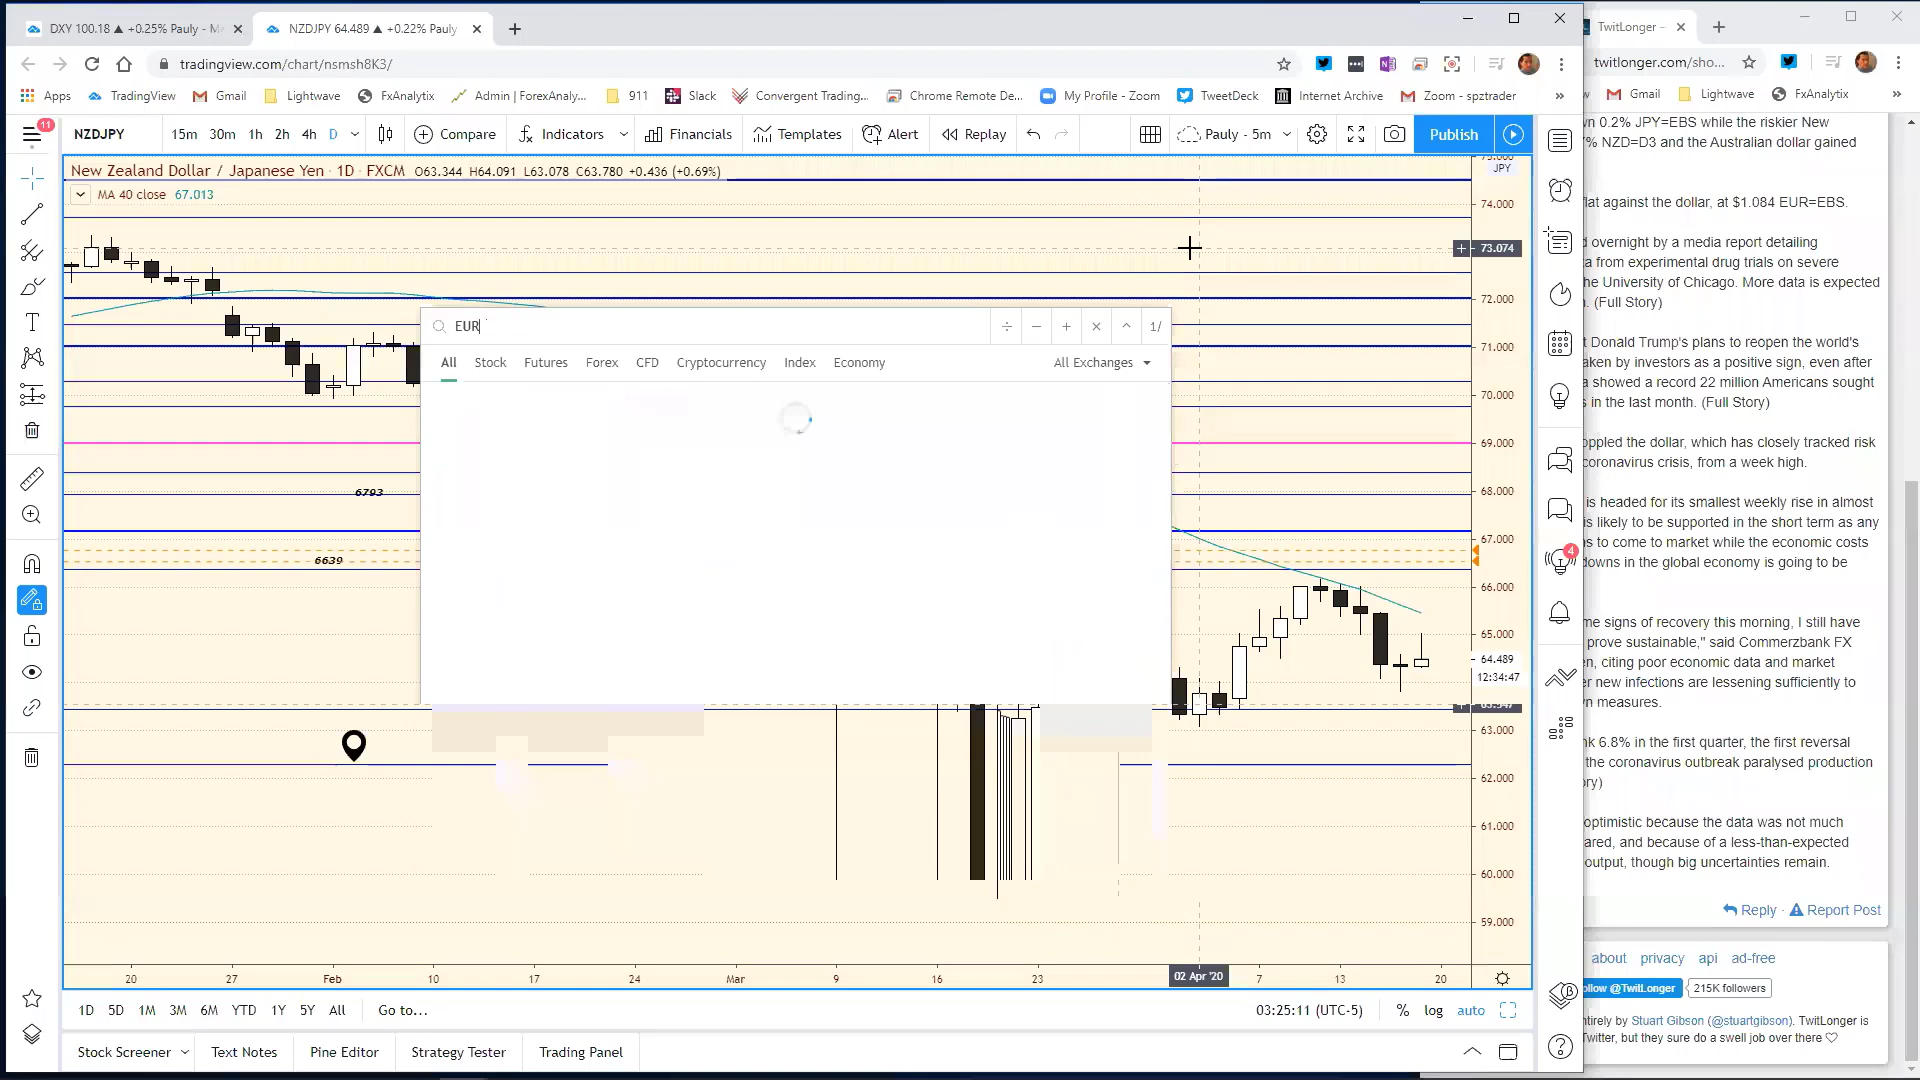 DXY 100.18 ▲ +0.25% Pauly - M
NZDJPY 64.489 ▲ +0.22% Pauly
TwitLonger –
tradingview.com/chart/nsmsh8K3/
twitlonger.com/sho...
Apps
TradingView
Gmail
Lightwave
FxAnalytix
Admin | ForexAnaly...
911
Slack
Convergent Trading...
Chrome Remote De...
My Profile - Zoom
TweetDeck
Internet Archive
Zoom - spztrader
»
Gmail
Lightwave
FxAnalytix
»
11
NZDJPY
15m
30m
1h
2h
4h
D
Compare
Indicators
Financials
Templates
Alert
Replay
Pauly - 5m
Publish
New Zealand Dollar / Japanese Yen · 1D · FXCM O63.344 H64.091 L63.078 C63.780 +0.436 (+0.69%)
MA 40 close 67.013
JPY
74.000
73.074
72.000
71.000
70.000
69.000
68.000
67.000
66.000
65.000
64.489
12:34:47
63.000
62.000
61.000
60.000
59.000
EUR
÷ − + × ^ 1/
All
Stock
Futures
Forex
CFD
Cryptocurrency
Index
Economy
All Exchanges
6793
6639
20
27
Feb
10
17
24
Mar
9
16
23
02 Apr '20
7
13
20
1D
5D
1M
3M
6M
YTD
1Y
5Y
All
Go to...
03:25:11 (UTC-5)
%
log
auto
Stock Screener
Text Notes
Pine Editor
Strategy Tester
Trading Panel
4
wn 0.2% JPY=EBS while the riskier New
% NZD=D3 and the Australian dollar gained
flat against the dollar, at $1.084 EUR=EBS.
d overnight by a media report detailing
ta from experimental drug trials on severe
he University of Chicago. More data is expected
(Full Story)
t Donald Trump's plans to reopen the world's
aken by investors as a positive sign, even after
a showed a record 22 million Americans sought
s in the last month. (Full Story)
oppled the dollar, which has closely tracked risk
coronavirus crisis, from a week high.
is headed for its smallest weekly rise in almost
is likely to be supported in the short term as any
s to come to market while the economic costs
downs in the global economy is going to be
me signs of recovery this morning, I still have
prove sustainable," said Commerzbank FX
en, citing poor economic data and market
er new infections are lessening sufficiently to
wn measures.
nk 6.8% in the first quarter, the first reversal
the coronavirus outbreak paralysed production
ry)
optimistic because the data was not much
ared, and because of a less-than-expected
output, though big uncertainties remain.
Reply · Report Post
about privacy api ad-free
ollow @TwitLonger 215K followers
ntirely by Stuart Gibson (@stuartgibson). TwitLonger is
Twitter, but they sure do a swell job over there ♡